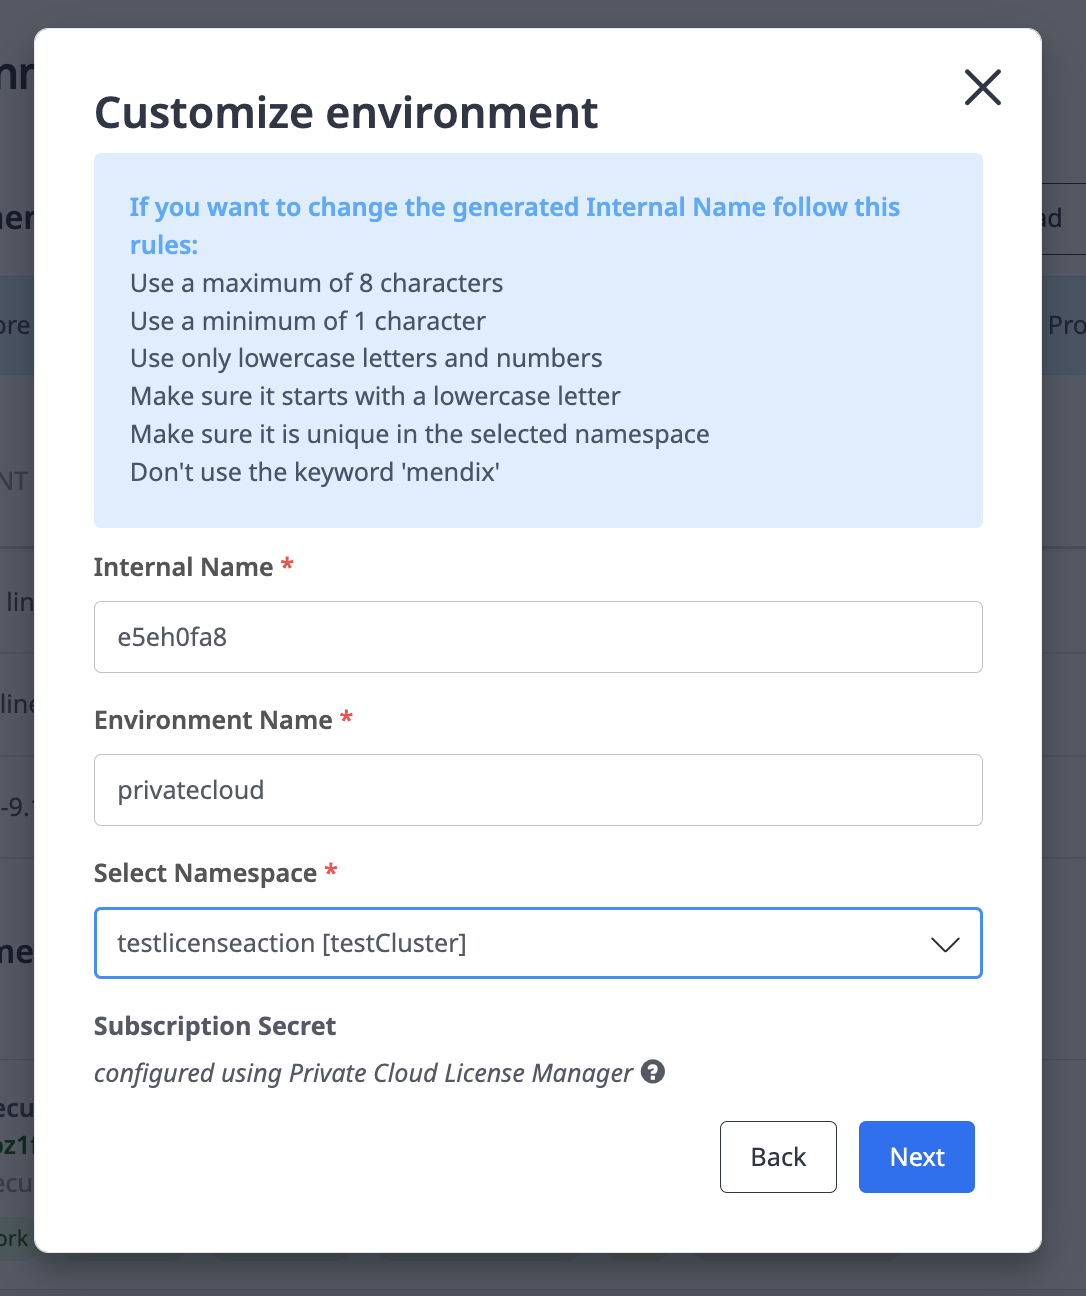 Customize environment
If you want to change the generated Internal Name follow this
rules:
Use a maximum of 8 characters
Use a minimum of 1 character
Use only lowercase letters and numbers
Make sure it starts with a lowercase letter
Make sure it is unique in the selected namespace
Don't use the keyword 'mendix'
Internal Name *
e5eh0fa8
Environment Name *
privatecloud
Select Namespace *
testlicenseaction [testCluster]
Subscription Secret
configured using Private Cloud License Manager
Back
Next